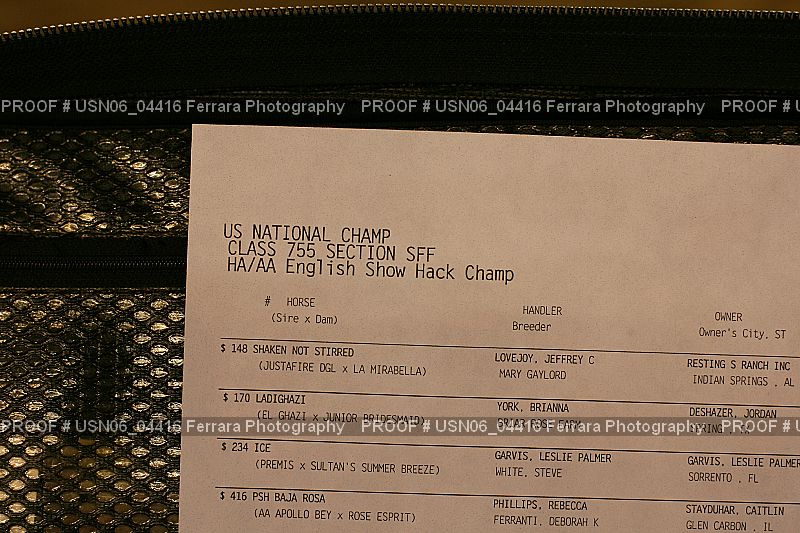 PROOF # USN06_04416 Ferrara Photography PROOF # USN06_04416 Ferrara Photography PROOF #
US NATIONAL CHAMP
CLASS 755 SECTION SFF
HA/AA English Show Hack Champ
# HORSE HANDLER OWNER
(Sire x Dam) Breeder Owner's City, ST
$ 148 SHAKEN NOT STIRRED LOVEJOY, JEFFREY C RESTING S RANCH INC
(JUSTAFIRE DGL x LA MIRABELLA) MARY GAYLORD INDIAN SPRINGS , AL
$ 170 LADIGHAZI YORK, BRIANNA DESHAZER, JORDAN
(EL GHAZI x JUNIOR BRIDESMAID) BRIAR ROSE FARM
PROOF # USN06_04416 Ferrara Photography PROOF # USN06_04416 Ferrara Photography PROOF #
$ 234 ICE GARVIS, LESLIE PALMER GARVIS, LESLIE PALMER
(PREMIS x SULTAN'S SUMMER BREEZE) WHITE, STEVE SORRENTO , FL
$ 416 PSH BAJA ROSA PHILLIPS, REBECCA STAYDUHAR, CAITLIN
(AA APOLLO BEY x ROSE ESPRIT) FERRANTI, DEBORAH K GLEN CARBON , IL